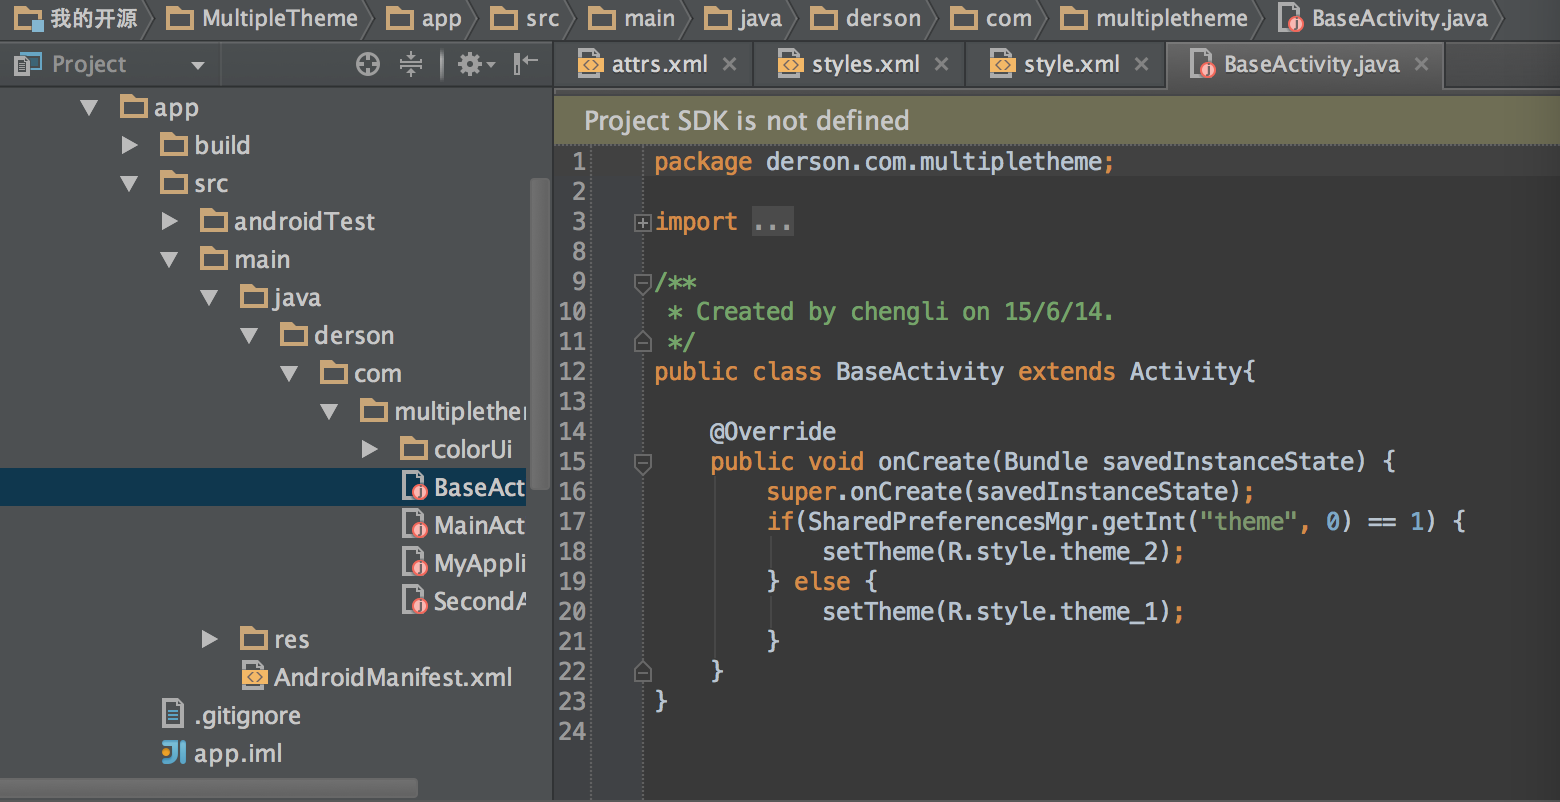 我的开源 MultipleTheme app src main java derson com multipletheme BaseActivity.java
Project
attrs.xml styles.xml style.xml BaseActivity.java
app
build
src
androidTest
main
java
derson
com
multiplether
colorUi
BaseAct
MainAct
MyAppli
SecondA
res
AndroidManifest.xml
.gitignore
app.iml
Project SDK is not defined
1 package derson.com.multipletheme;
2
3 import ...
8
9 /**
10 * Created by chengli on 15/6/14.
11 */
12 public class BaseActivity extends Activity{
13
14 @Override
15 public void onCreate(Bundle savedInstanceState) {
16 super.onCreate(savedInstanceState);
17 if(SharedPreferencesMgr.getInt("theme", 0) == 1) {
18 setTheme(R.style.theme_2);
19 } else {
20 setTheme(R.style.theme_1);
21 }
22 }
23 }
24